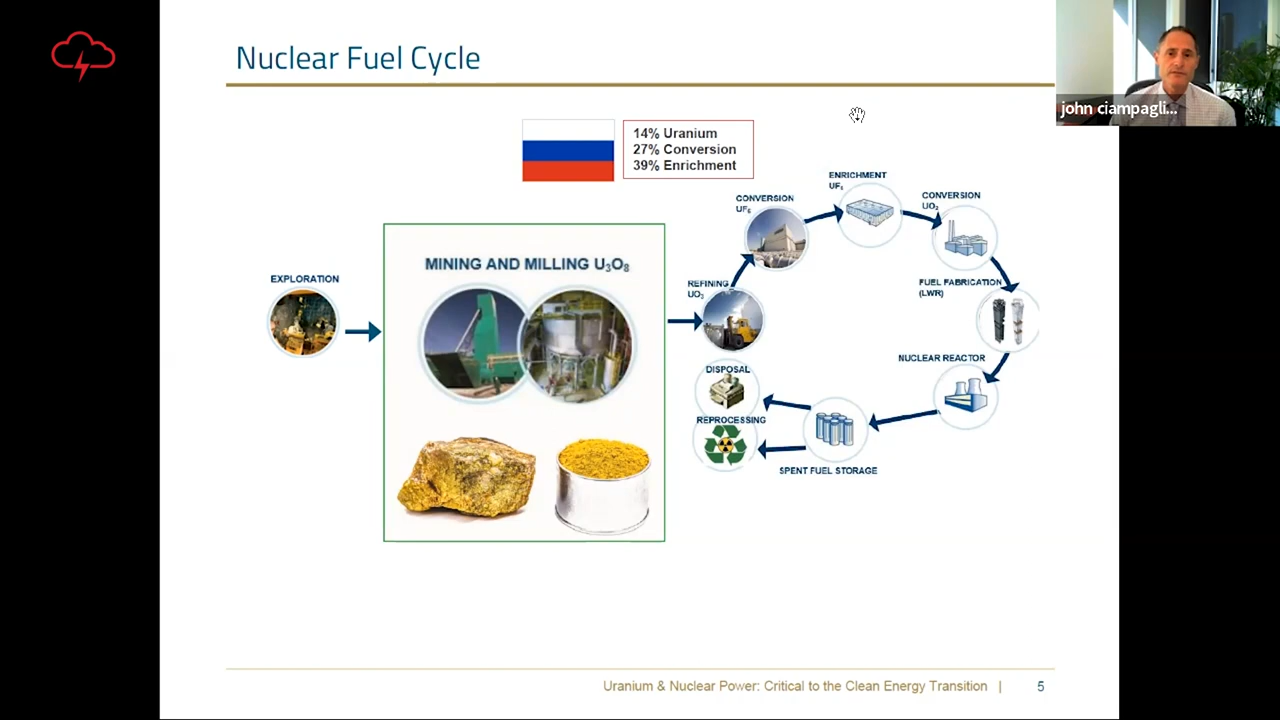 Nuclear Fuel Cycle
john ciampagli...
14% Uranium
27% Conversion
39% Enrichment
EXPLORATION
MINING AND MILLING U₃O₈
REFINING
UO₃
CONVERSION
UF₆
ENRICHMENT
UF₆
CONVERSION
UO₂
FUEL FABRICATION
(LWR)
NUCLEAR REACTOR
SPENT FUEL STORAGE
DISPOSAL
REPROCESSING
Uranium & Nuclear Power: Critical to the Clean Energy Transition | 5